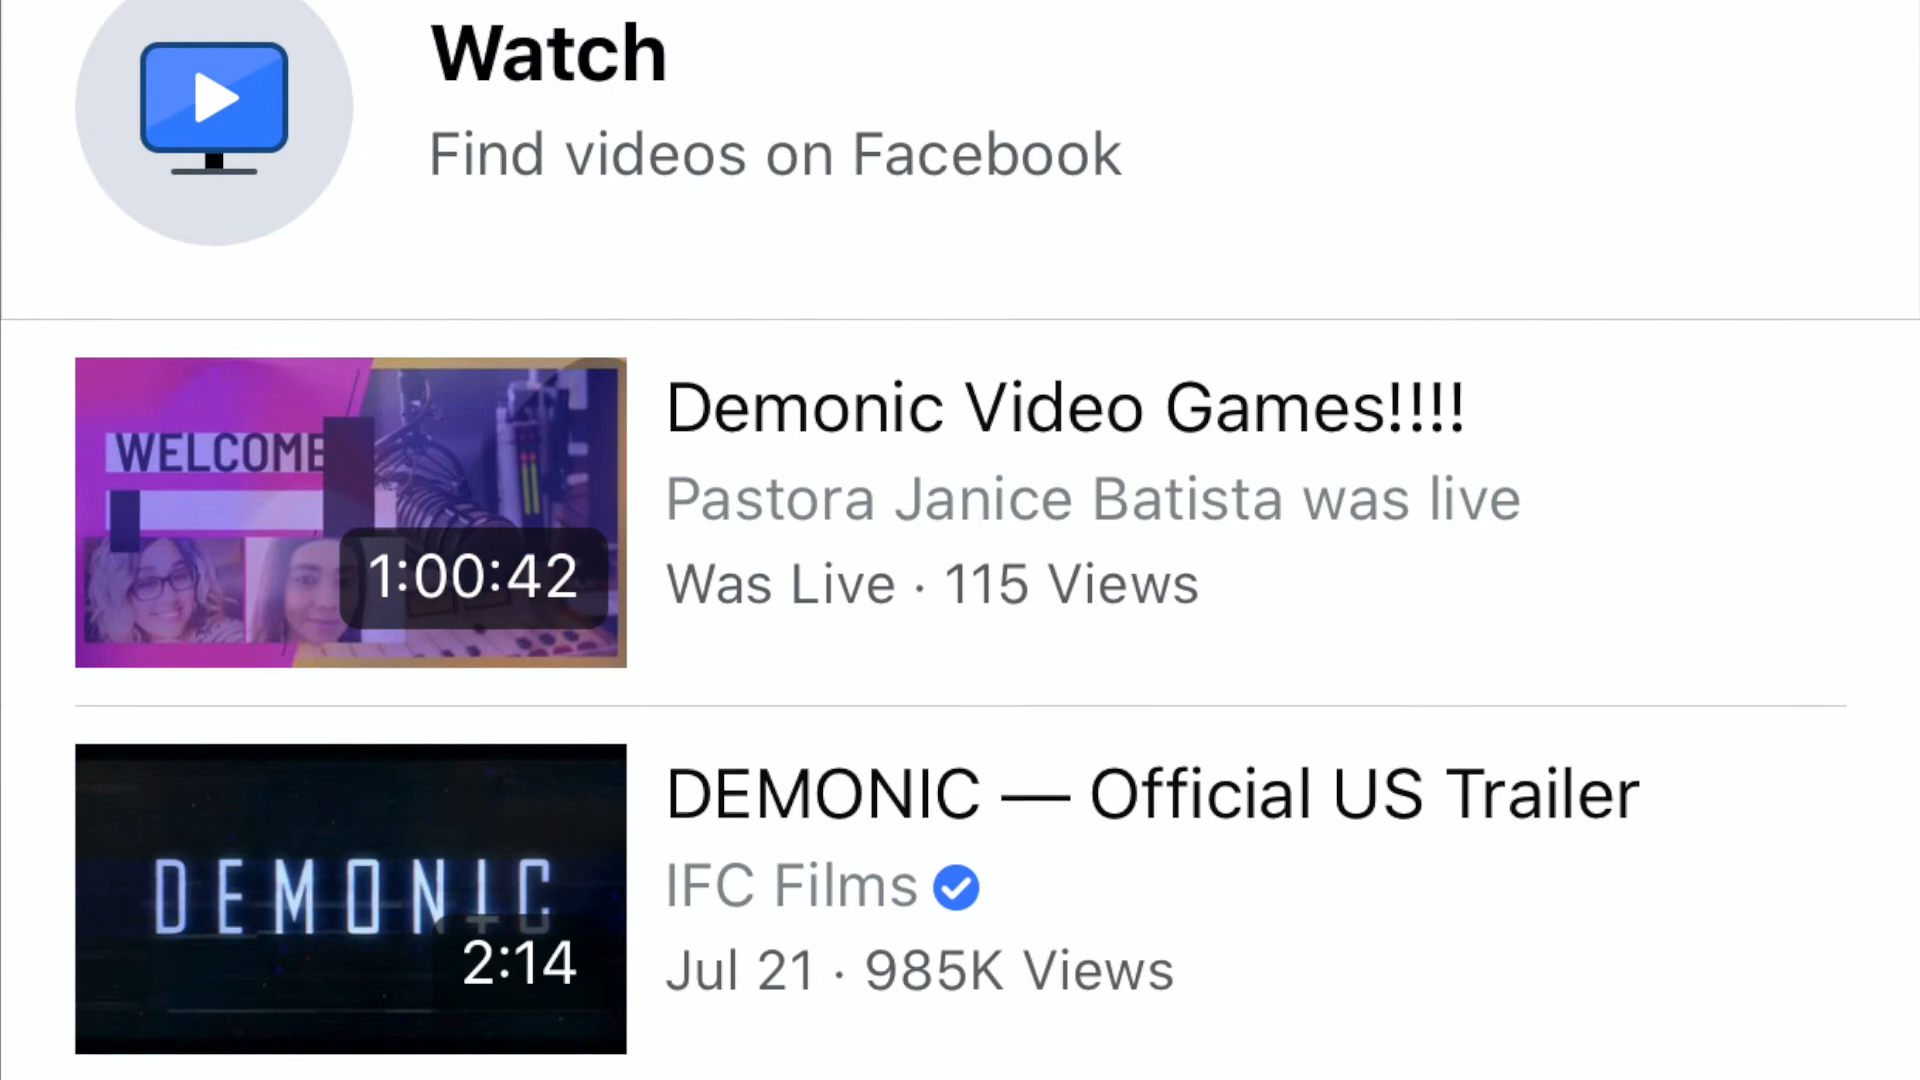 Watch
Find videos on Facebook
WELCOME
1:00:42
Demonic Video Games!!!!
Pastora Janice Batista was live
Was Live · 115 Views
DEMONIC
2:14
DEMONIC — Official US Trailer
IFC Films
Jul 21 · 985K Views